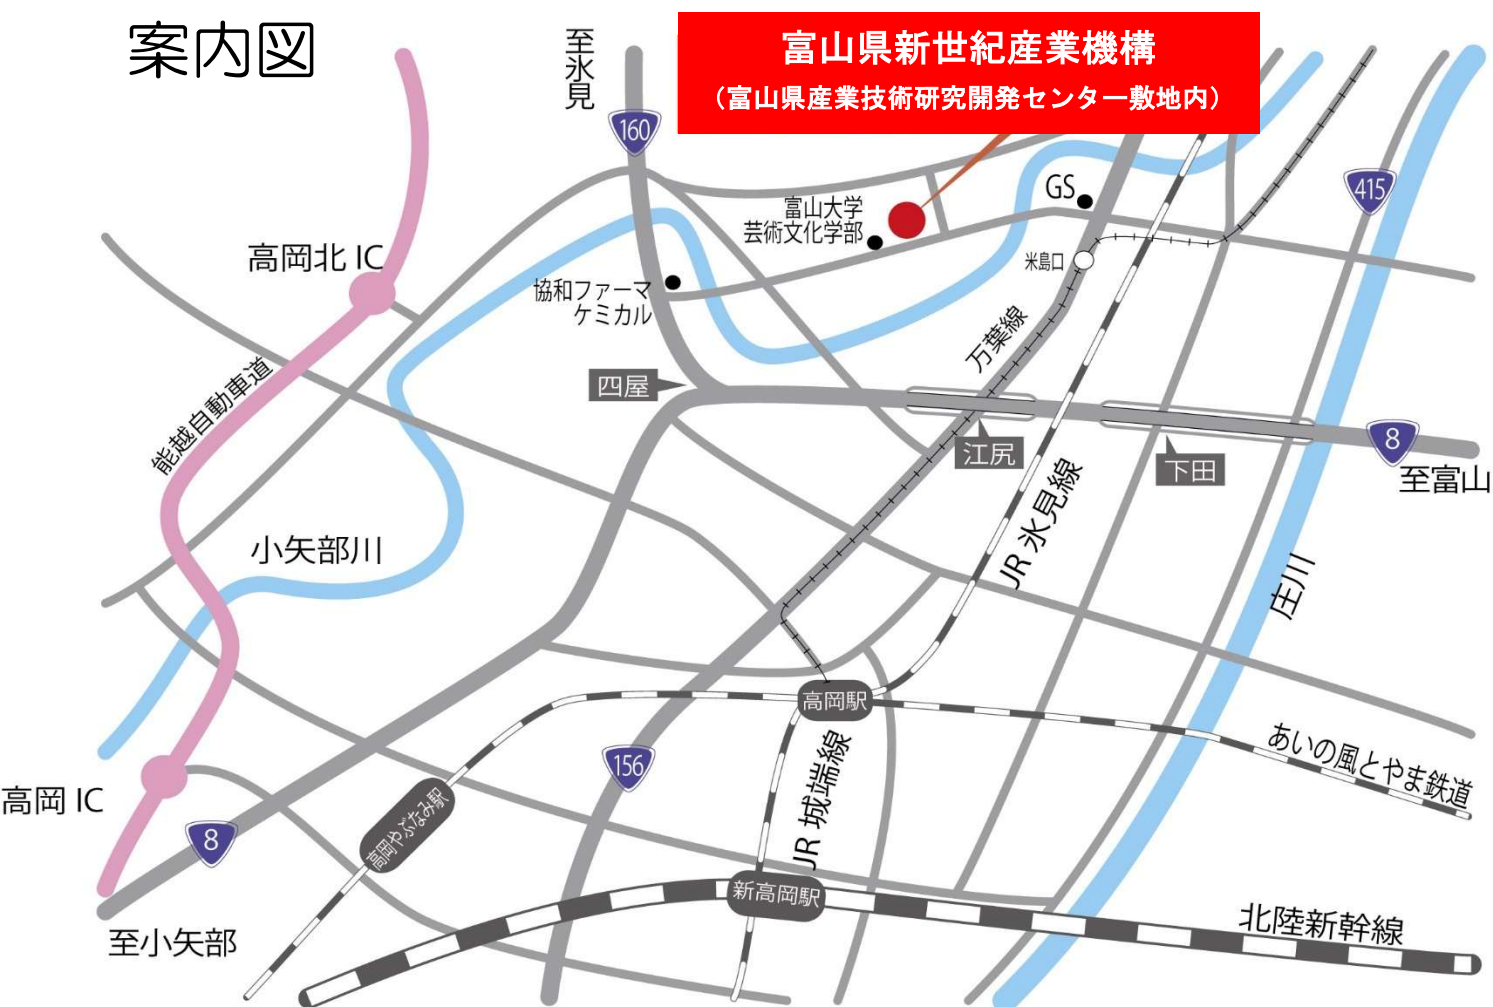 案内図
至氷見
富山県新世紀産業機構
（富山県産業技術研究開発センター敷地内）
160
415
GS
富山大学
芸術文化学部
高岡北 IC
米島口
協和ファーマ
ケミカル
万葉線
能越自動車道
四屋
江尻
下田
8
至富山
JR 氷見線
小矢部川
庄川
高岡駅
156
あいの風とやま鉄道
JR 城端線
高岡 IC
高岡やぶなみ駅
8
新高岡駅
北陸新幹線
至小矢部